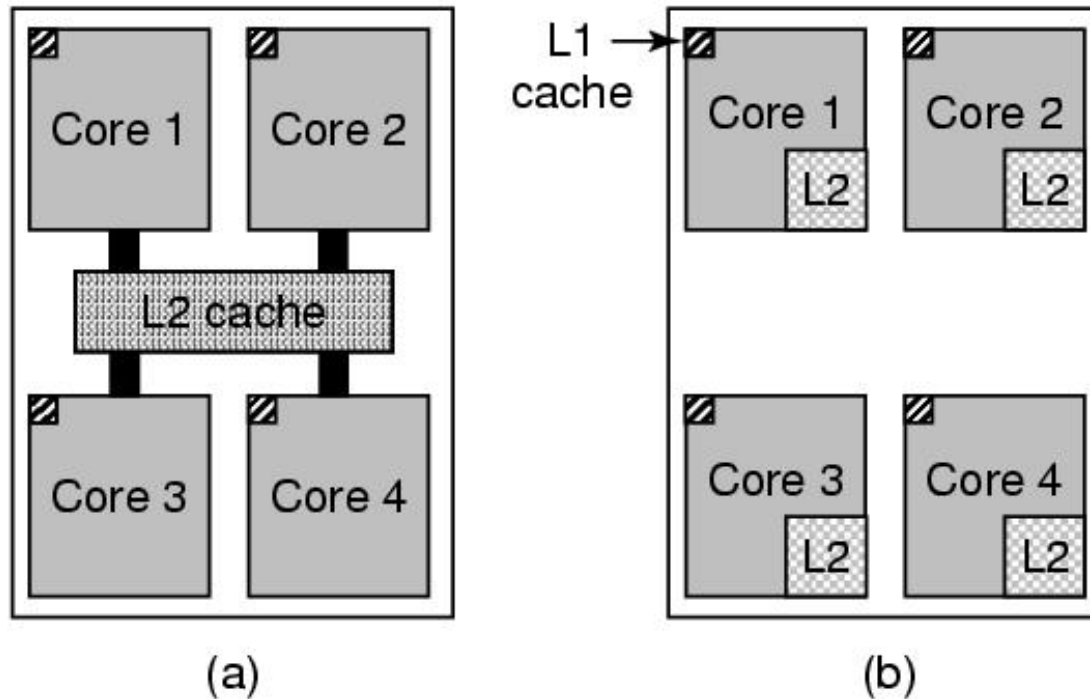 Core 1
Core 2
L2 cache
Core 3
Core 4
(a)
L1
cache
Core 1
L2
Core 2
L2
Core 3
L2
Core 4
L2
(b)